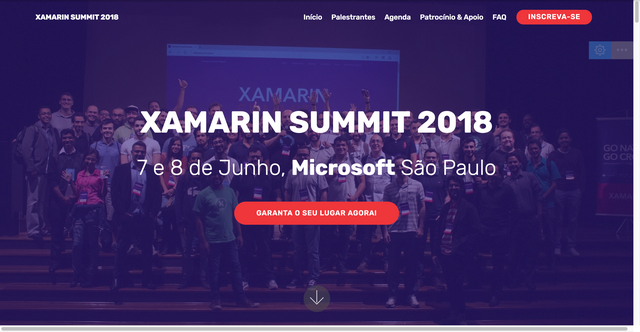 XAMARIN SUMMIT 2018
Início Palestrantes Agenda Patrocínio & Apoio FAQ INSCREVA-SE
XAMARIN
XAMARIN SUMMIT 2018
7 e 8 de Junho, Microsoft São Paulo
GARANTA O SEU LUGAR AGORA!